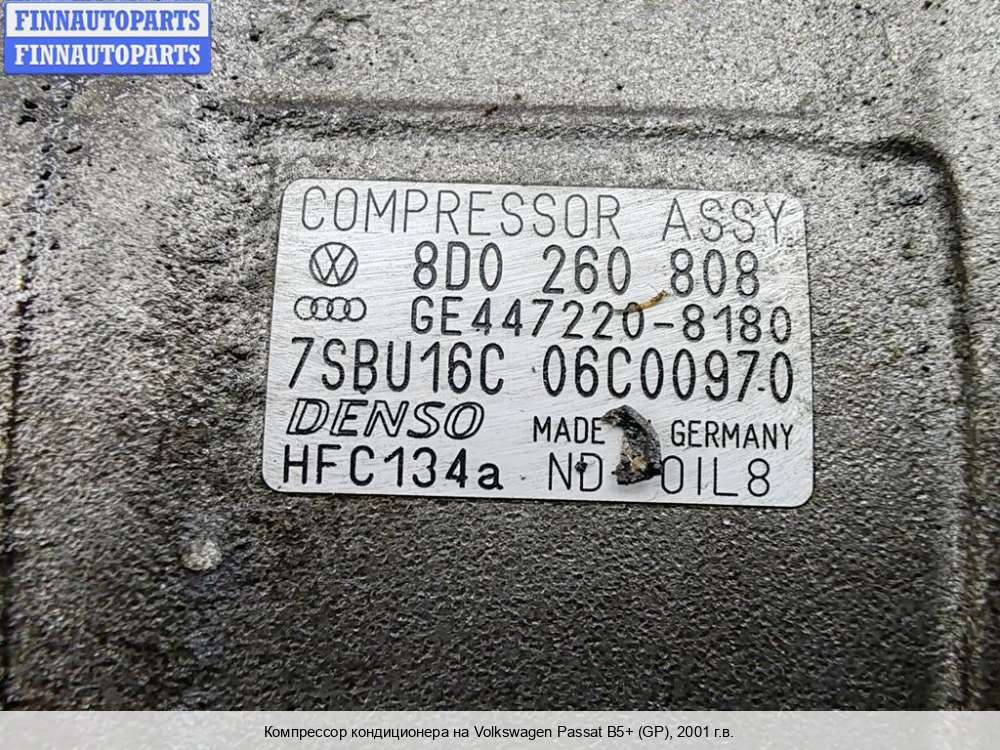 FINNAUTOPARTS
FINNAUTOPARTS
COMPRESSOR ASSY
8D0 260 808
GE447220-8180
7SBU16C 06C00970
DENSO MADE GERMANY
HFC134a ND OIL8
Компрессор кондиционера на Volkswagen Passat B5+ (GP), 2001 г.в.